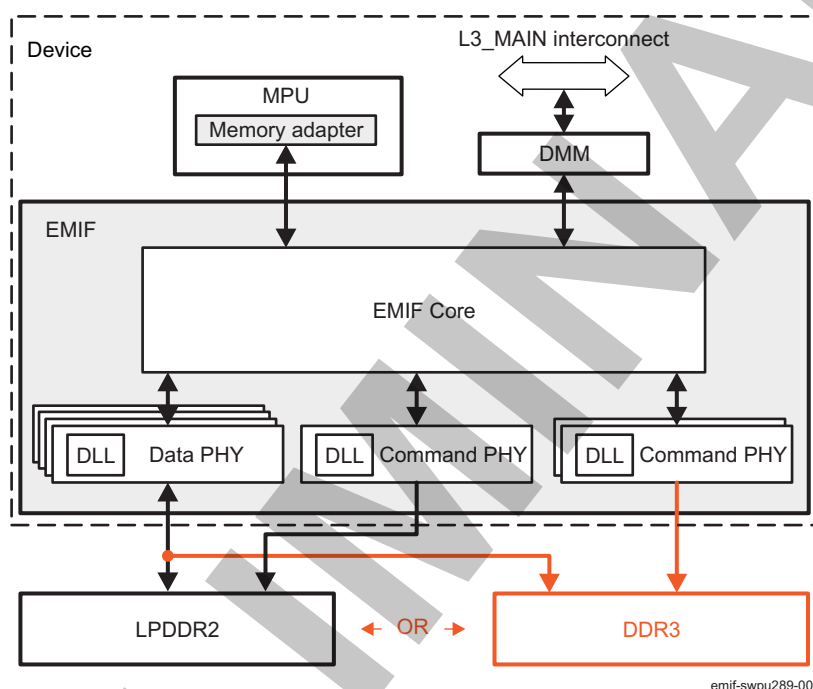 L3_MAIN interconnect
Device
MPU
Memory adapter
DMM
EMIF
EMIF Core
DLL
Data PHY
DLL
Command PHY
DLL
Command PHY
LPDDR2
OR
DDR3
emif-swpu289-00
IMINA